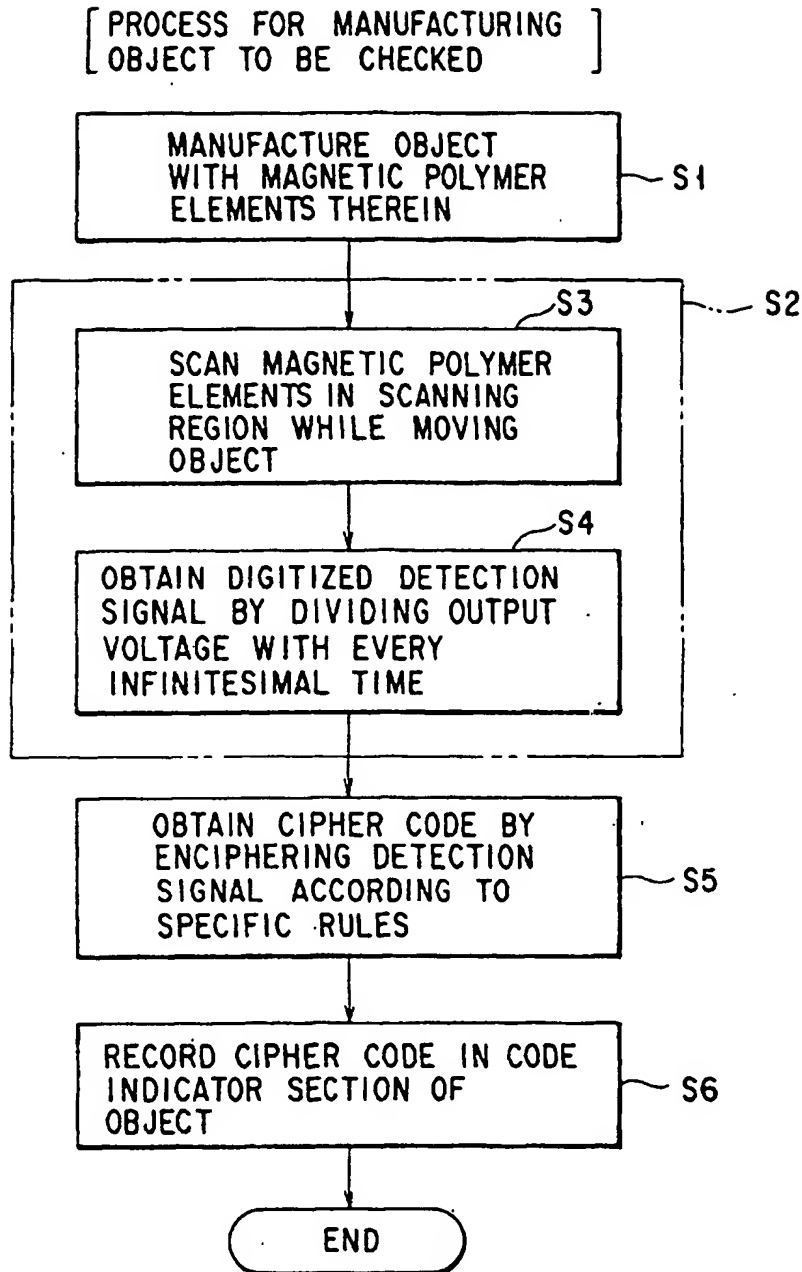 [PROCESS FOR MANUFACTURING
OBJECT TO BE CHECKED]
MANUFACTURE OBJECT
WITH MAGNETIC POLYMER
ELEMENTS THEREIN
S1
S2
S3
SCAN MAGNETIC POLYMER
ELEMENTS IN SCANNING
REGION WHILE MOVING
OBJECT
S4
OBTAIN DIGITIZED DETECTION
SIGNAL BY DIVIDING OUTPUT
VOLTAGE WITH EVERY
INFINITESIMAL TIME
OBTAIN CIPHER CODE BY
ENCIPHERING DETECTION
SIGNAL ACCORDING TO
SPECIFIC RULES
S5
RECORD CIPHER CODE IN CODE
INDICATOR SECTION OF
OBJECT
S6
END